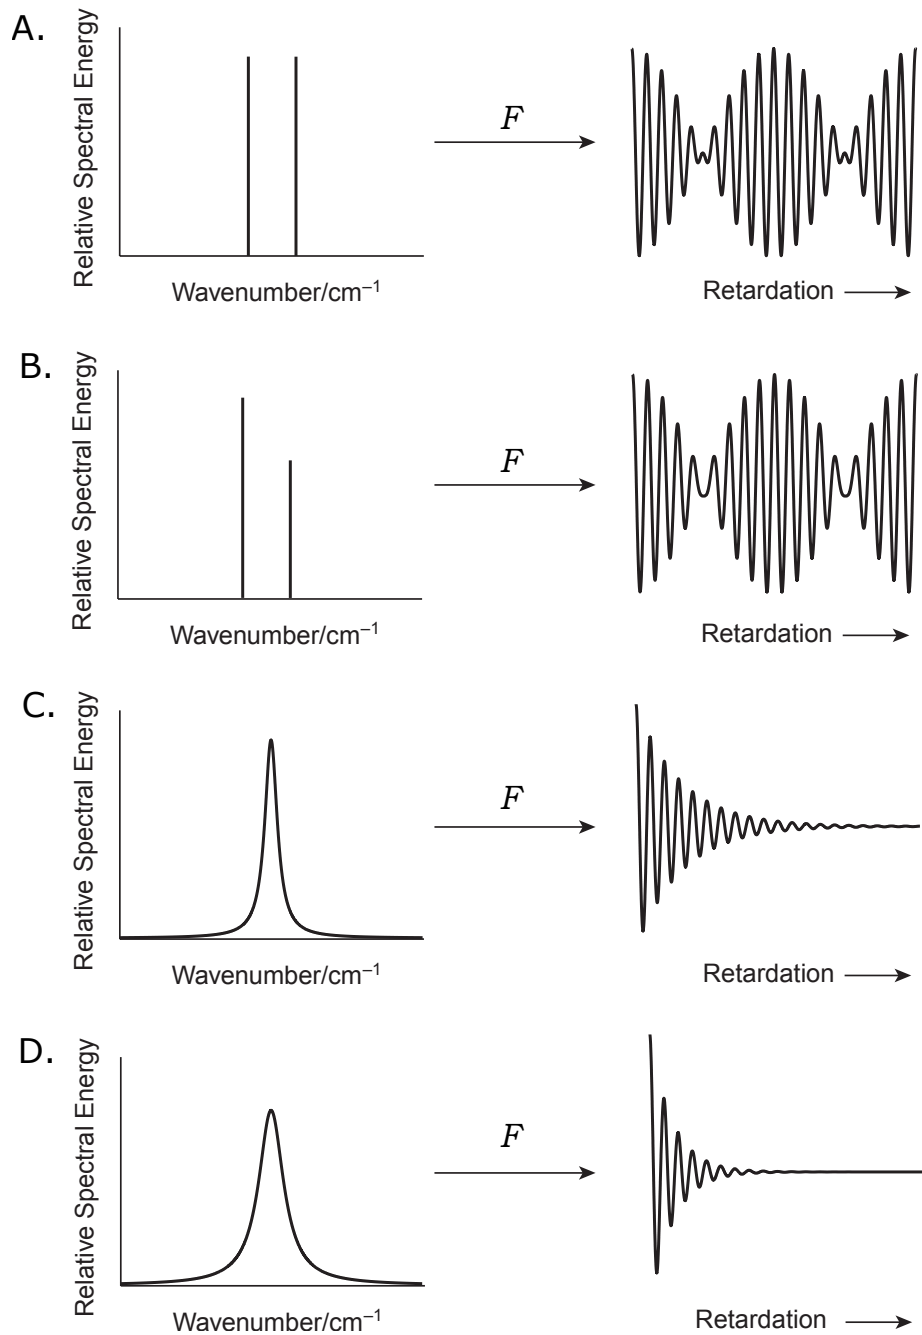 A.
Relative Spectral Energy
F
Wavenumber/cm⁻¹
Retardation
B.
Relative Spectral Energy
F
Wavenumber/cm⁻¹
Retardation
C.
Relative Spectral Energy
F
Wavenumber/cm⁻¹
Retardation
D.
Relative Spectral Energy
F
Wavenumber/cm⁻¹
Retardation